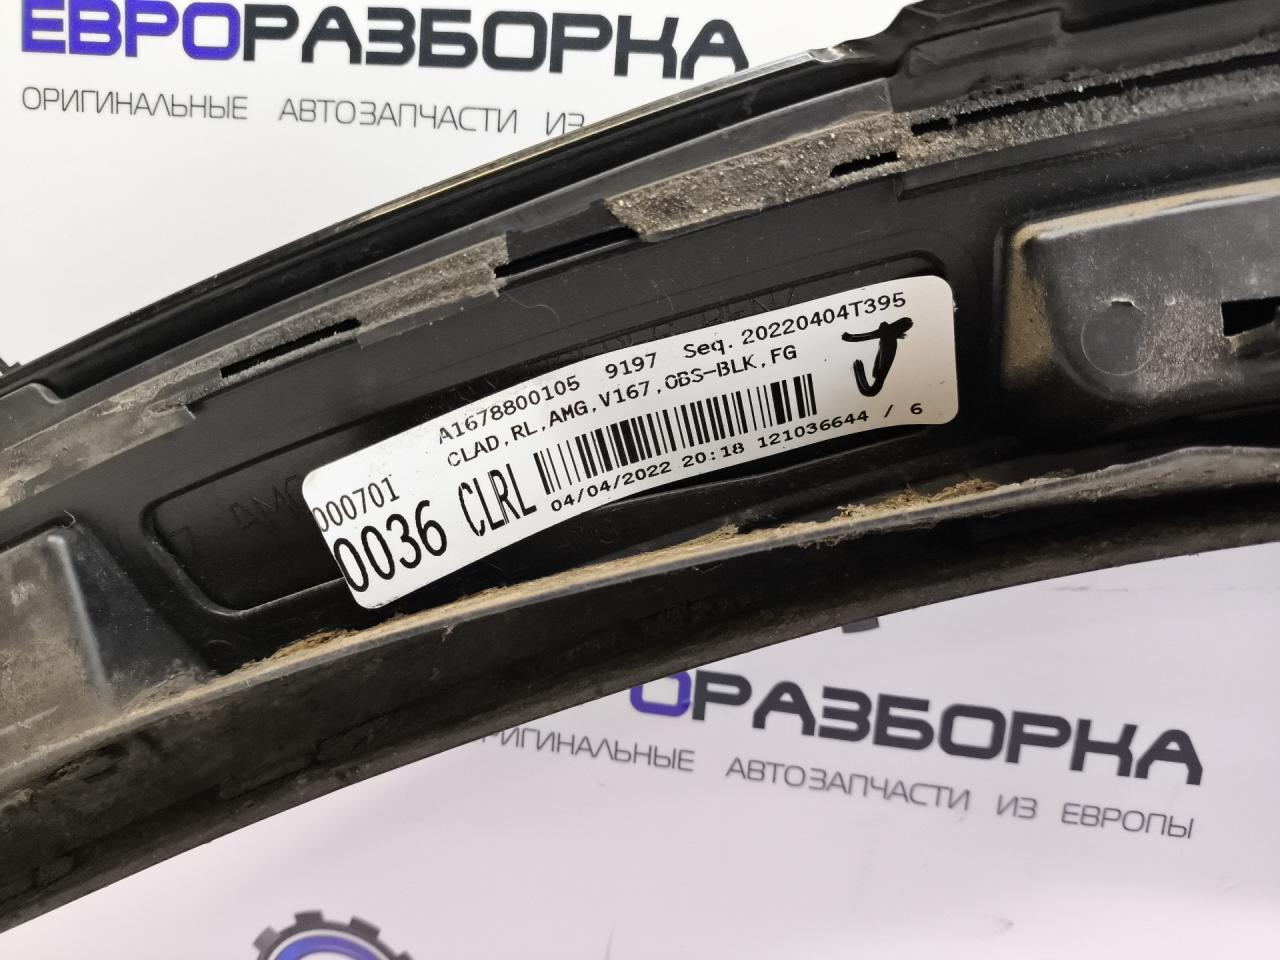 ЕВРОРАЗБОРКА
ОРИГИНАЛЬНЫЕ АВТОЗАПЧАСТИ ИЗ
A1678800105 9197 Seq. 20220404T395
CLAD,RL,AMG,V167,OBS-BLK,FG
J
000701
0036 CLRL
04/04/2022 20:18 121036644 / 6
ОРАЗБОРКА
РИГИНАЛЬНЫЕ АВТОЗАПЧАСТИ ИЗ ЕВРОПЫ